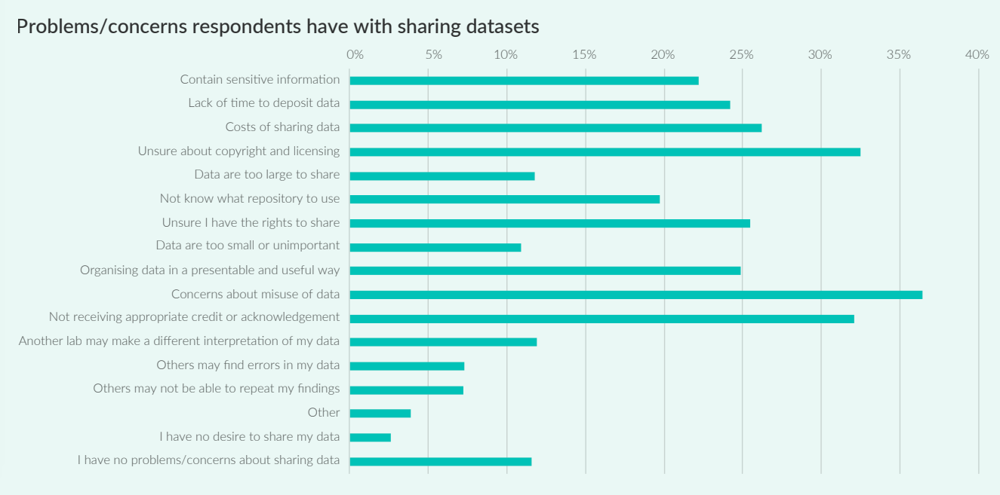 Problems/concerns respondents have with sharing datasets
0% 5% 10% 15% 20% 25% 30% 35% 40%
Contain sensitive information
Lack of time to deposit data
Costs of sharing data
Unsure about copyright and licensing
Data are too large to share
Not know what repository to use
Unsure I have the rights to share
Data are too small or unimportant
Organising data in a presentable and useful way
Concerns about misuse of data
Not receiving appropriate credit or acknowledgement
Another lab may make a different interpretation of my data
Others may find errors in my data
Others may not be able to repeat my findings
Other
I have no desire to share my data
I have no problems/concerns about sharing data